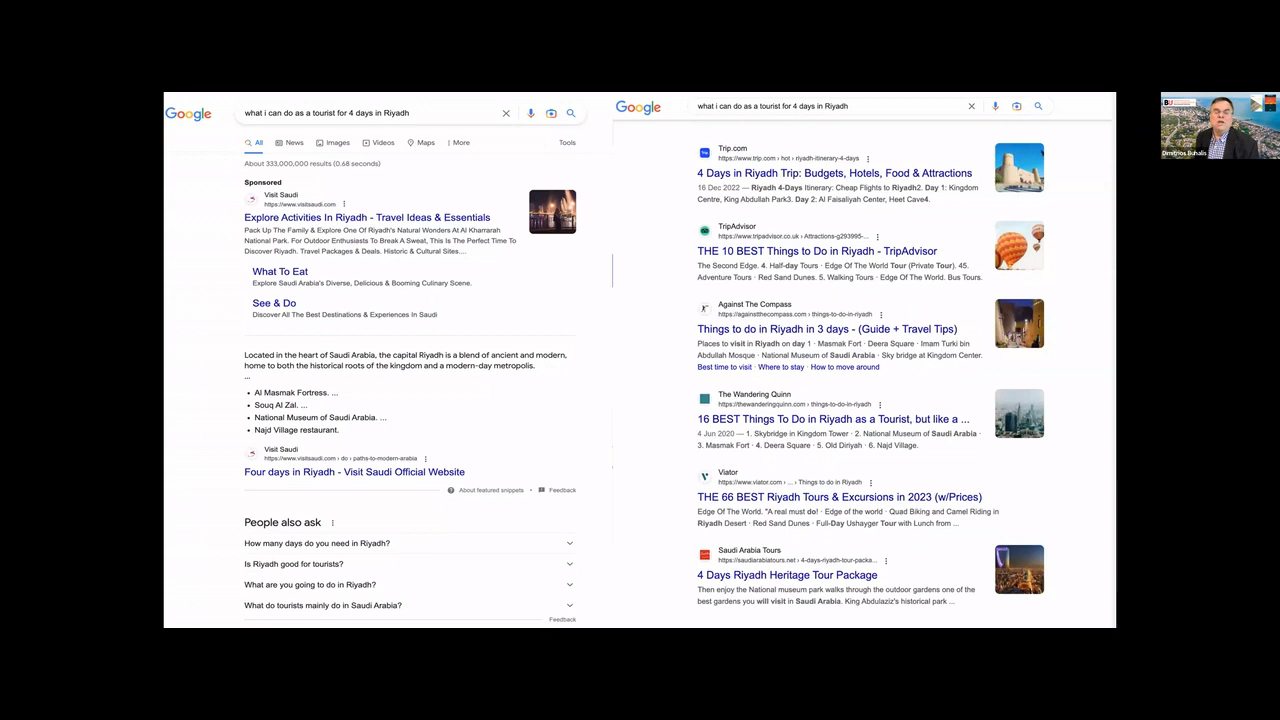 Google
what i can do as a tourist for 4 days in Riyadh
All
News
Images
Videos
Maps
More
Tools
About 333,000,000 results (0.68 seconds)
Sponsored
Visit Saudi
https://www.visitsaudi.com
Explore Activities In Riyadh - Travel Ideas & Essentials
Pack Up The Family & Explore One Of Riyadh's Natural Wonders At Al Kharrarah
National Park. For Outdoor Enthusiasts To Break A Sweat, This Is The Perfect Time To
Discover Riyadh. Travel Packages & Deals. Historic & Cultural Sites....
What To Eat
Explore Saudi Arabia's Diverse, Delicious & Booming Culinary Scene.
See & Do
Discover All The Best Destinations & Experiences In Saudi
Located in the heart of Saudi Arabia, the capital Riyadh is a blend of ancient and modern,
home to both the historical roots of the kingdom and a modern-day metropolis.
...
• Al Masmak Fortress. ...
• Souq Al Zal. ...
• National Museum of Saudi Arabia. ...
• Najd Village restaurant.
Visit Saudi
https://www.visitsaudi.com › do › paths-to-modern-arabia
Four days in Riyadh - Visit Saudi Official Website
About featured snippets • Feedback
People also ask
How many days do you need in Riyadh?
Is Riyadh good for tourists?
What are you going to do in Riyadh?
What do tourists mainly do in Saudi Arabia?
Feedback
Google
what i can do as a tourist for 4 days in Riyadh
Trip.com
https://www.trip.com › hot › riyadh-itinerary-4-days
4 Days in Riyadh Trip: Budgets, Hotels, Food & Attractions
16 Dec 2022 — Riyadh 4-Days Itinerary: Cheap Flights to Riyadh2. Day 1: Kingdom
Centre, King Abdullah Park3. Day 2: Al Faisaliyah Center, Heet Cave4.
TripAdvisor
https://www.tripadvisor.co.uk › Attractions-g293995-...
THE 10 BEST Things to Do in Riyadh - TripAdvisor
The Second Edge. 4. Half-day Tours · Edge Of The World Tour (Private Tour). 45.
Adventure Tours · Red Sand Dunes. 5. Walking Tours · Edge Of The World. Bus Tours.
Against The Compass
https://againstthecompass.com › things-to-do-in-riyadh
Things to do in Riyadh in 3 days - (Guide + Travel Tips)
Places to visit in Riyadh on day 1 · Masmak Fort · Deera Square · Imam Turki bin
Abdullah Mosque · National Museum of Saudi Arabia · Sky bridge at Kingdom Center.
Best time to visit · Where to stay · How to move around
The Wandering Quinn
https://thewanderingquinn.com › things-to-do-in-riyadh
16 BEST Things To Do in Riyadh as a Tourist, but like a ...
4 Jun 2020 — 1. Skybridge in Kingdom Tower · 2. National Museum of Saudi Arabia ·
3. Masmak Fort · 4. Deera Square · 5. Old Diriyah · 6. Najd Village.
Viator
https://www.viator.com › ... › Things to do in Riyadh
THE 66 BEST Riyadh Tours & Excursions in 2023 (w/Prices)
Edge Of The World. "A real must do! · Edge of the world · Quad Biking and Camel Riding in
Riyadh Desert · Red Sand Dunes · Full-Day Ushayger Tour with Lunch from ...
Saudi Arabia Tours
https://saudiarabiatours.net › 4-days-riyadh-tour-packa...
4 Days Riyadh Heritage Tour Package
Then enjoy the National museum park walks through the outdoor gardens one of the
best gardens you will visit in Saudi Arabia. King Abdulaziz's historical park ...
BU
Dimitrios Buhalis